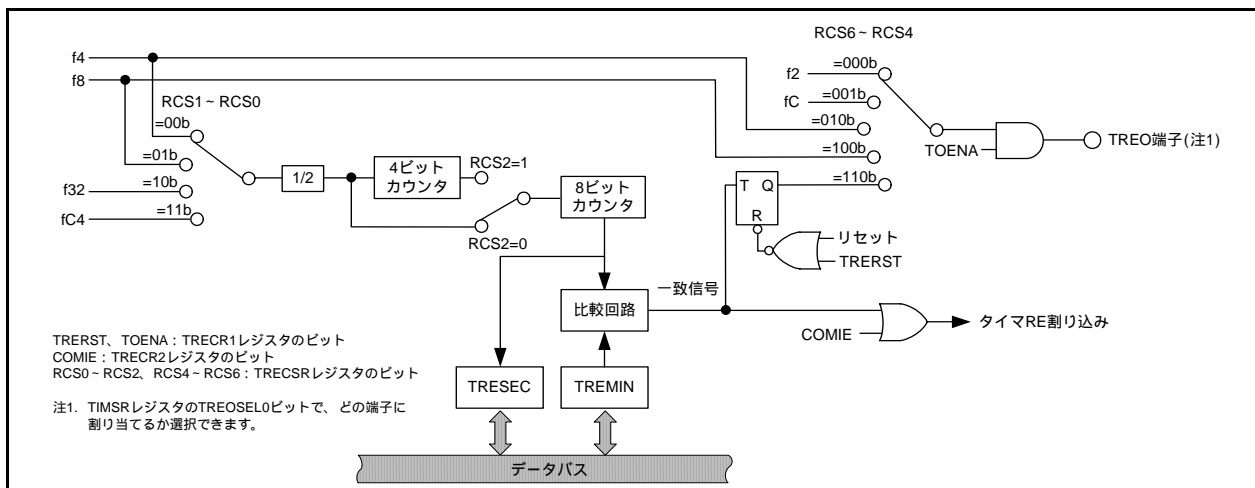 RCS6～RCS4
f4
f8
f2
=000b
fC
=001b
=010b
=100b
=110b
TOENA
TREO端子(注1)
RCS1～RCS0
=00b
=01b
f32
=10b
fC4
=11b
1/2
4ビット
カウンタ
RCS2=1
RCS2=0
8ビット
カウンタ
T Q
R
リセット
TRERST
一致信号
比較回路
COMIE
タイマRE割り込み
TRESEC
TREMIN
データバス
TRERST、TOENA：TRECR1レジスタのビット
COMIE：TRECR2レジスタのビット
RCS0～RCS2、RCS4～RCS6：TRECSRレジスタのビット
注1. TIMSRレジスタのTREOSEL0ビットで、どの端子に
割り当てるか選択できます。